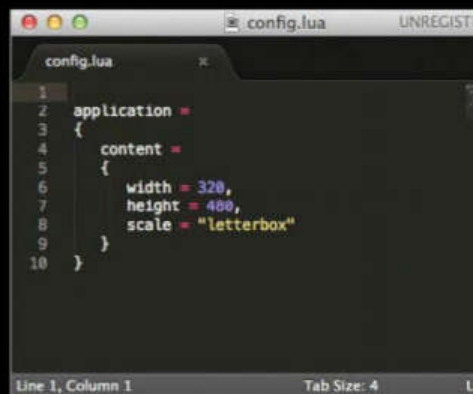 config.lua UNREGIST
config.lua ×
1
2 application =
3 {
4 content =
5 {
6 width = 320,
7 height = 480,
8 scale = "letterbox"
9 }
10 }
Line 1, Column 1 Tab Size: 4 L